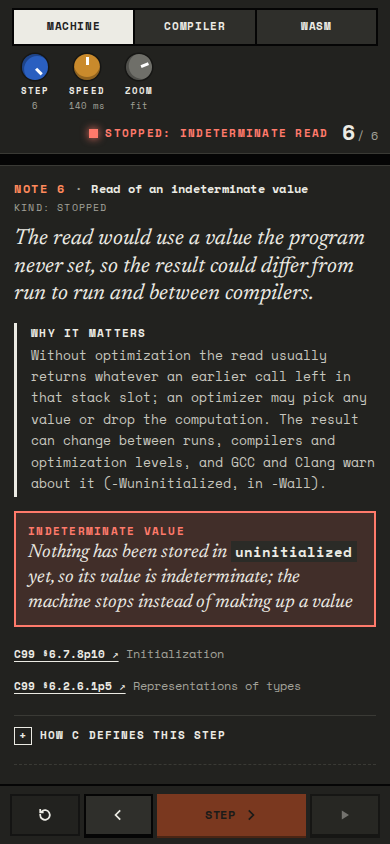 MACHINE COMPILER WASM
STEP SPEED ZOOM
6 140 ms fit
STOPPED: INDETERMINATE READ 6 / 6
NOTE 6 · Read of an indeterminate value
KIND: STOPPED
The read would use a value the program
never set, so the result could differ from
run to run and between compilers.
WHY IT MATTERS
Without optimization the read usually
returns whatever an earlier call left in
that stack slot; an optimizer may pick any
value or drop the computation. The result
can change between runs, compilers and
optimization levels, and GCC and Clang warn
about it (-Wuninitialized, in -Wall).
INDETERMINATE VALUE
Nothing has been stored in uninitialized
yet, so its value is indeterminate; the
machine stops instead of making up a value
C99 §6.7.8p10 ↗ Initialization
C99 §6.2.6.1p5 ↗ Representations of types
+ HOW C DEFINES THIS STEP
STEP